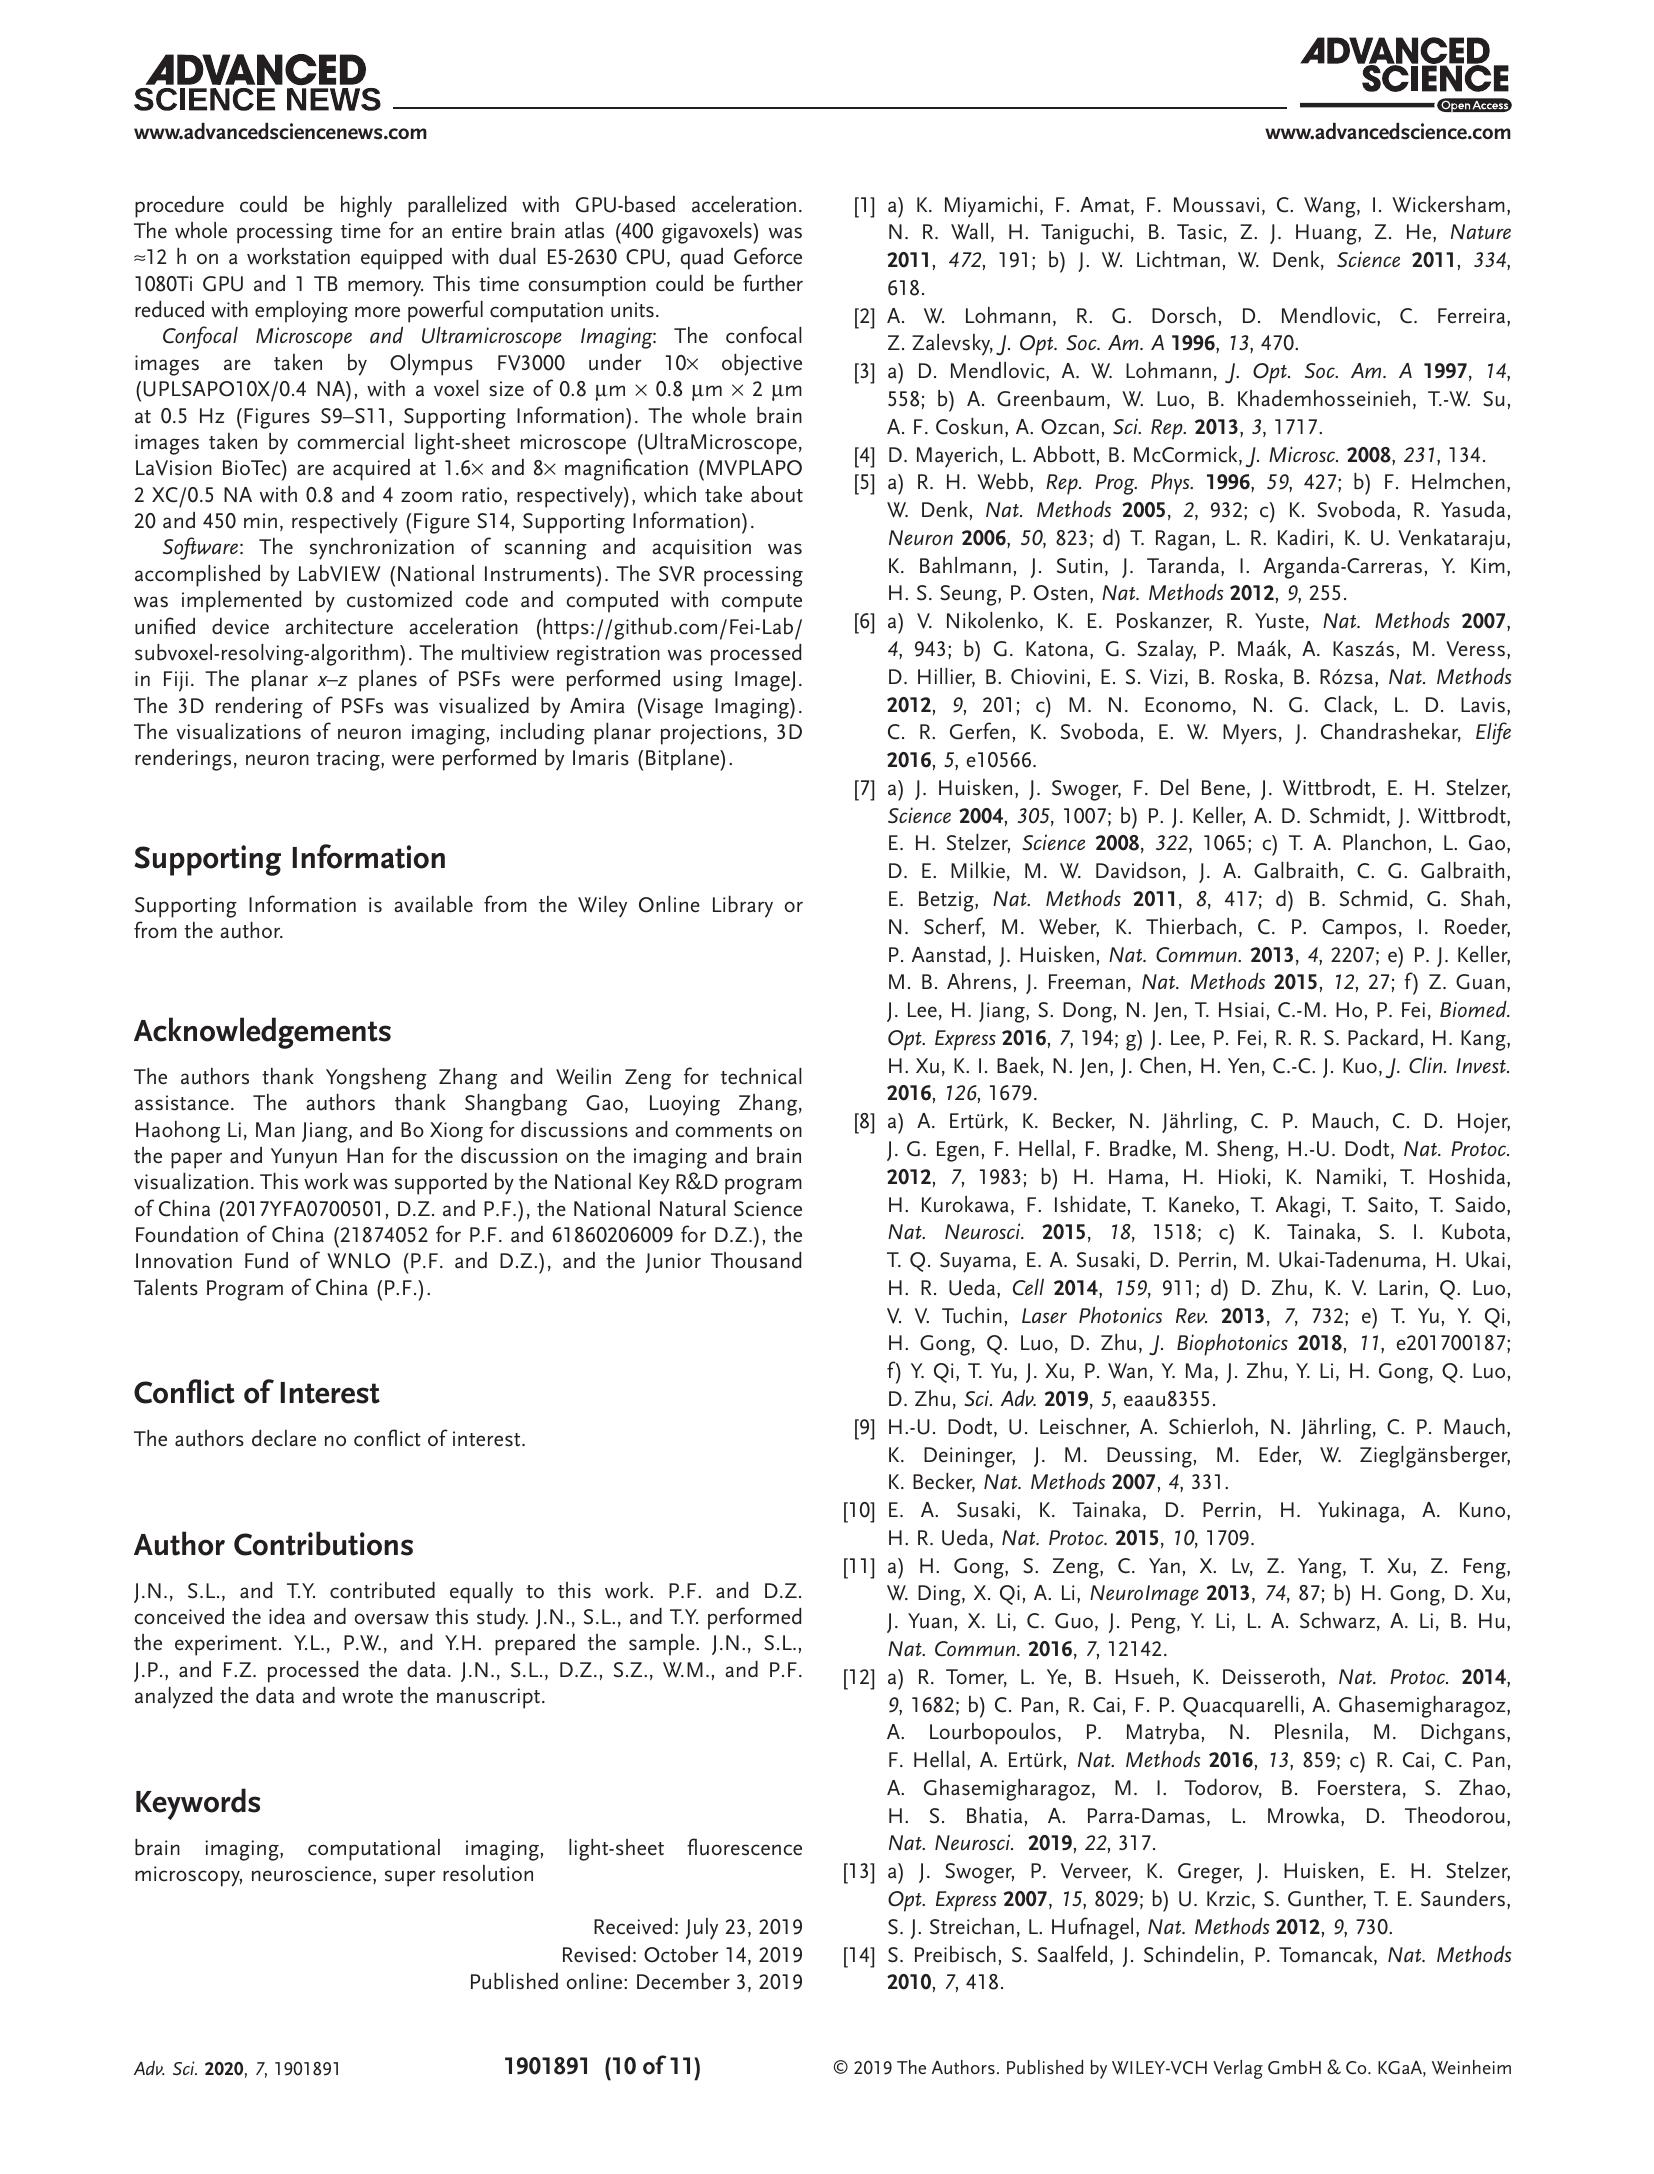 ADVANCED
SCIENCE NEWS
www.advancedsciencenews.com
ADVANCED
SCIENCE
Open Access
www.advancedscience.com
procedure could be highly parallelized with GPU-based acceleration.
The whole processing time for an entire brain atlas (400 gigavoxels) was
≈12 h on a workstation equipped with dual E5-2630 CPU, quad Geforce
1080Ti GPU and 1 TB memory. This time consumption could be further
reduced with employing more powerful computation units.
Confocal Microscope and Ultramicroscope Imaging: The confocal
images are taken by Olympus FV3000 under 10× objective
(UPLSAPO10X/0.4 NA), with a voxel size of 0.8 µm × 0.8 µm × 2 µm
at 0.5 Hz (Figures S9–S11, Supporting Information). The whole brain
images taken by commercial light-sheet microscope (UltraMicroscope,
LaVision BioTec) are acquired at 1.6× and 8× magnification (MVPLAPO
2 XC/0.5 NA with 0.8 and 4 zoom ratio, respectively), which take about
20 and 450 min, respectively (Figure S14, Supporting Information).
Software: The synchronization of scanning and acquisition was
accomplished by LabVIEW (National Instruments). The SVR processing
was implemented by customized code and computed with compute
unified device architecture acceleration (https://github.com/Fei-Lab/
subvoxel-resolving-algorithm). The multiview registration was processed
in Fiji. The planar x–z planes of PSFs were performed using ImageJ.
The 3D rendering of PSFs was visualized by Amira (Visage Imaging).
The visualizations of neuron imaging, including planar projections, 3D
renderings, neuron tracing, were performed by Imaris (Bitplane).
Supporting Information
Supporting Information is available from the Wiley Online Library or
from the author.
Acknowledgements
The authors thank Yongsheng Zhang and Weilin Zeng for technical
assistance. The authors thank Shangbang Gao, Luoying Zhang,
Haohong Li, Man Jiang, and Bo Xiong for discussions and comments on
the paper and Yunyun Han for the discussion on the imaging and brain
visualization. This work was supported by the National Key R&D program
of China (2017YFA0700501, D.Z. and P.F.), the National Natural Science
Foundation of China (21874052 for P.F. and 61860206009 for D.Z.), the
Innovation Fund of WNLO (P.F. and D.Z.), and the Junior Thousand
Talents Program of China (P.F.).
Conflict of Interest
The authors declare no conflict of interest.
Author Contributions
J.N., S.L., and T.Y. contributed equally to this work. P.F. and D.Z.
conceived the idea and oversaw this study. J.N., S.L., and T.Y. performed
the experiment. Y.L., P.W., and Y.H. prepared the sample. J.N., S.L.,
J.P., and F.Z. processed the data. J.N., S.L., D.Z., S.Z., W.M., and P.F.
analyzed the data and wrote the manuscript.
Keywords
brain imaging, computational imaging, light-sheet fluorescence
microscopy, neuroscience, super resolution
Received: July 23, 2019
Revised: October 14, 2019
Published online: December 3, 2019
[1] a) K. Miyamichi, F. Amat, F. Moussavi, C. Wang, I. Wickersham,
N. R. Wall, H. Taniguchi, B. Tasic, Z. J. Huang, Z. He, Nature
2011, 472, 191; b) J. W. Lichtman, W. Denk, Science 2011, 334,
618.
[2] A. W. Lohmann, R. G. Dorsch, D. Mendlovic, C. Ferreira,
Z. Zalevsky, J. Opt. Soc. Am. A 1996, 13, 470.
[3] a) D. Mendlovic, A. W. Lohmann, J. Opt. Soc. Am. A 1997, 14,
558; b) A. Greenbaum, W. Luo, B. Khademhosseinieh, T.-W. Su,
A. F. Coskun, A. Ozcan, Sci. Rep. 2013, 3, 1717.
[4] D. Mayerich, L. Abbott, B. McCormick, J. Microsc. 2008, 231, 134.
[5] a) R. H. Webb, Rep. Prog. Phys. 1996, 59, 427; b) F. Helmchen,
W. Denk, Nat. Methods 2005, 2, 932; c) K. Svoboda, R. Yasuda,
Neuron 2006, 50, 823; d) T. Ragan, L. R. Kadiri, K. U. Venkataraju,
K. Bahlmann, J. Sutin, J. Taranda, I. Arganda-Carreras, Y. Kim,
H. S. Seung, P. Osten, Nat. Methods 2012, 9, 255.
[6] a) V. Nikolenko, K. E. Poskanzer, R. Yuste, Nat. Methods 2007,
4, 943; b) G. Katona, G. Szalay, P. Maák, A. Kaszás, M. Veress,
D. Hillier, B. Chiovini, E. S. Vizi, B. Roska, B. Rózsa, Nat. Methods
2012, 9, 201; c) M. N. Economo, N. G. Clack, L. D. Lavis,
C. R. Gerfen, K. Svoboda, E. W. Myers, J. Chandrashekar, Elife
2016, 5, e10566.
[7] a) J. Huisken, J. Swoger, F. Del Bene, J. Wittbrodt, E. H. Stelzer,
Science 2004, 305, 1007; b) P. J. Keller, A. D. Schmidt, J. Wittbrodt,
E. H. Stelzer, Science 2008, 322, 1065; c) T. A. Planchon, L. Gao,
D. E. Milkie, M. W. Davidson, J. A. Galbraith, C. G. Galbraith,
E. Betzig, Nat. Methods 2011, 8, 417; d) B. Schmid, G. Shah,
N. Scherf, M. Weber, K. Thierbach, C. P. Campos, I. Roeder,
P. Aanstad, J. Huisken, Nat. Commun. 2013, 4, 2207; e) P. J. Keller,
M. B. Ahrens, J. Freeman, Nat. Methods 2015, 12, 27; f) Z. Guan,
J. Lee, H. Jiang, S. Dong, N. Jen, T. Hsiai, C.-M. Ho, P. Fei, Biomed.
Opt. Express 2016, 7, 194; g) J. Lee, P. Fei, R. R. S. Packard, H. Kang,
H. Xu, K. I. Baek, N. Jen, J. Chen, H. Yen, C.-C. J. Kuo, J. Clin. Invest.
2016, 126, 1679.
[8] a) A. Ertürk, K. Becker, N. Jährling, C. P. Mauch, C. D. Hojer,
J. G. Egen, F. Hellal, F. Bradke, M. Sheng, H.-U. Dodt, Nat. Protoc.
2012, 7, 1983; b) H. Hama, H. Hioki, K. Namiki, T. Hoshida,
H. Kurokawa, F. Ishidate, T. Kaneko, T. Akagi, T. Saito, T. Saido,
Nat. Neurosci. 2015, 18, 1518; c) K. Tainaka, S. I. Kubota,
T. Q. Suyama, E. A. Susaki, D. Perrin, M. Ukai-Tadenuma, H. Ukai,
H. R. Ueda, Cell 2014, 159, 911; d) D. Zhu, K. V. Larin, Q. Luo,
V. V. Tuchin, Laser Photonics Rev. 2013, 7, 732; e) T. Yu, Y. Qi,
H. Gong, Q. Luo, D. Zhu, J. Biophotonics 2018, 11, e201700187;
f) Y. Qi, T. Yu, J. Xu, P. Wan, Y. Ma, J. Zhu, Y. Li, H. Gong, Q. Luo,
D. Zhu, Sci. Adv. 2019, 5, eaau8355.
[9] H.-U. Dodt, U. Leischner, A. Schierloh, N. Jährling, C. P. Mauch,
K. Deininger, J. M. Deussing, M. Eder, W. Zieglgänsberger,
K. Becker, Nat. Methods 2007, 4, 331.
[10] E. A. Susaki, K. Tainaka, D. Perrin, H. Yukinaga, A. Kuno,
H. R. Ueda, Nat. Protoc. 2015, 10, 1709.
[11] a) H. Gong, S. Zeng, C. Yan, X. Lv, Z. Yang, T. Xu, Z. Feng,
W. Ding, X. Qi, A. Li, NeuroImage 2013, 74, 87; b) H. Gong, D. Xu,
J. Yuan, X. Li, C. Guo, J. Peng, Y. Li, L. A. Schwarz, A. Li, B. Hu,
Nat. Commun. 2016, 7, 12142.
[12] a) R. Tomer, L. Ye, B. Hsueh, K. Deisseroth, Nat. Protoc. 2014,
9, 1682; b) C. Pan, R. Cai, F. P. Quacquarelli, A. Ghasemigharagoz,
A. Lourbopoulos, P. Matryba, N. Plesnila, M. Dichgans,
F. Hellal, A. Ertürk, Nat. Methods 2016, 13, 859; c) R. Cai, C. Pan,
A. Ghasemigharagoz, M. I. Todorov, B. Foerstera, S. Zhao,
H. S. Bhatia, A. Parra-Damas, L. Mrowka, D. Theodorou,
Nat. Neurosci. 2019, 22, 317.
[13] a) J. Swoger, P. Verveer, K. Greger, J. Huisken, E. H. Stelzer,
Opt. Express 2007, 15, 8029; b) U. Krzic, S. Gunther, T. E. Saunders,
S. J. Streichan, L. Hufnagel, Nat. Methods 2012, 9, 730.
[14] S. Preibisch, S. Saalfeld, J. Schindelin, P. Tomancak, Nat. Methods
2010, 7, 418.
Adv. Sci. 2020, 7, 1901891
1901891 (10 of 11)
© 2019 The Authors. Published by WILEY-VCH Verlag GmbH & Co. KGaA, Weinheim